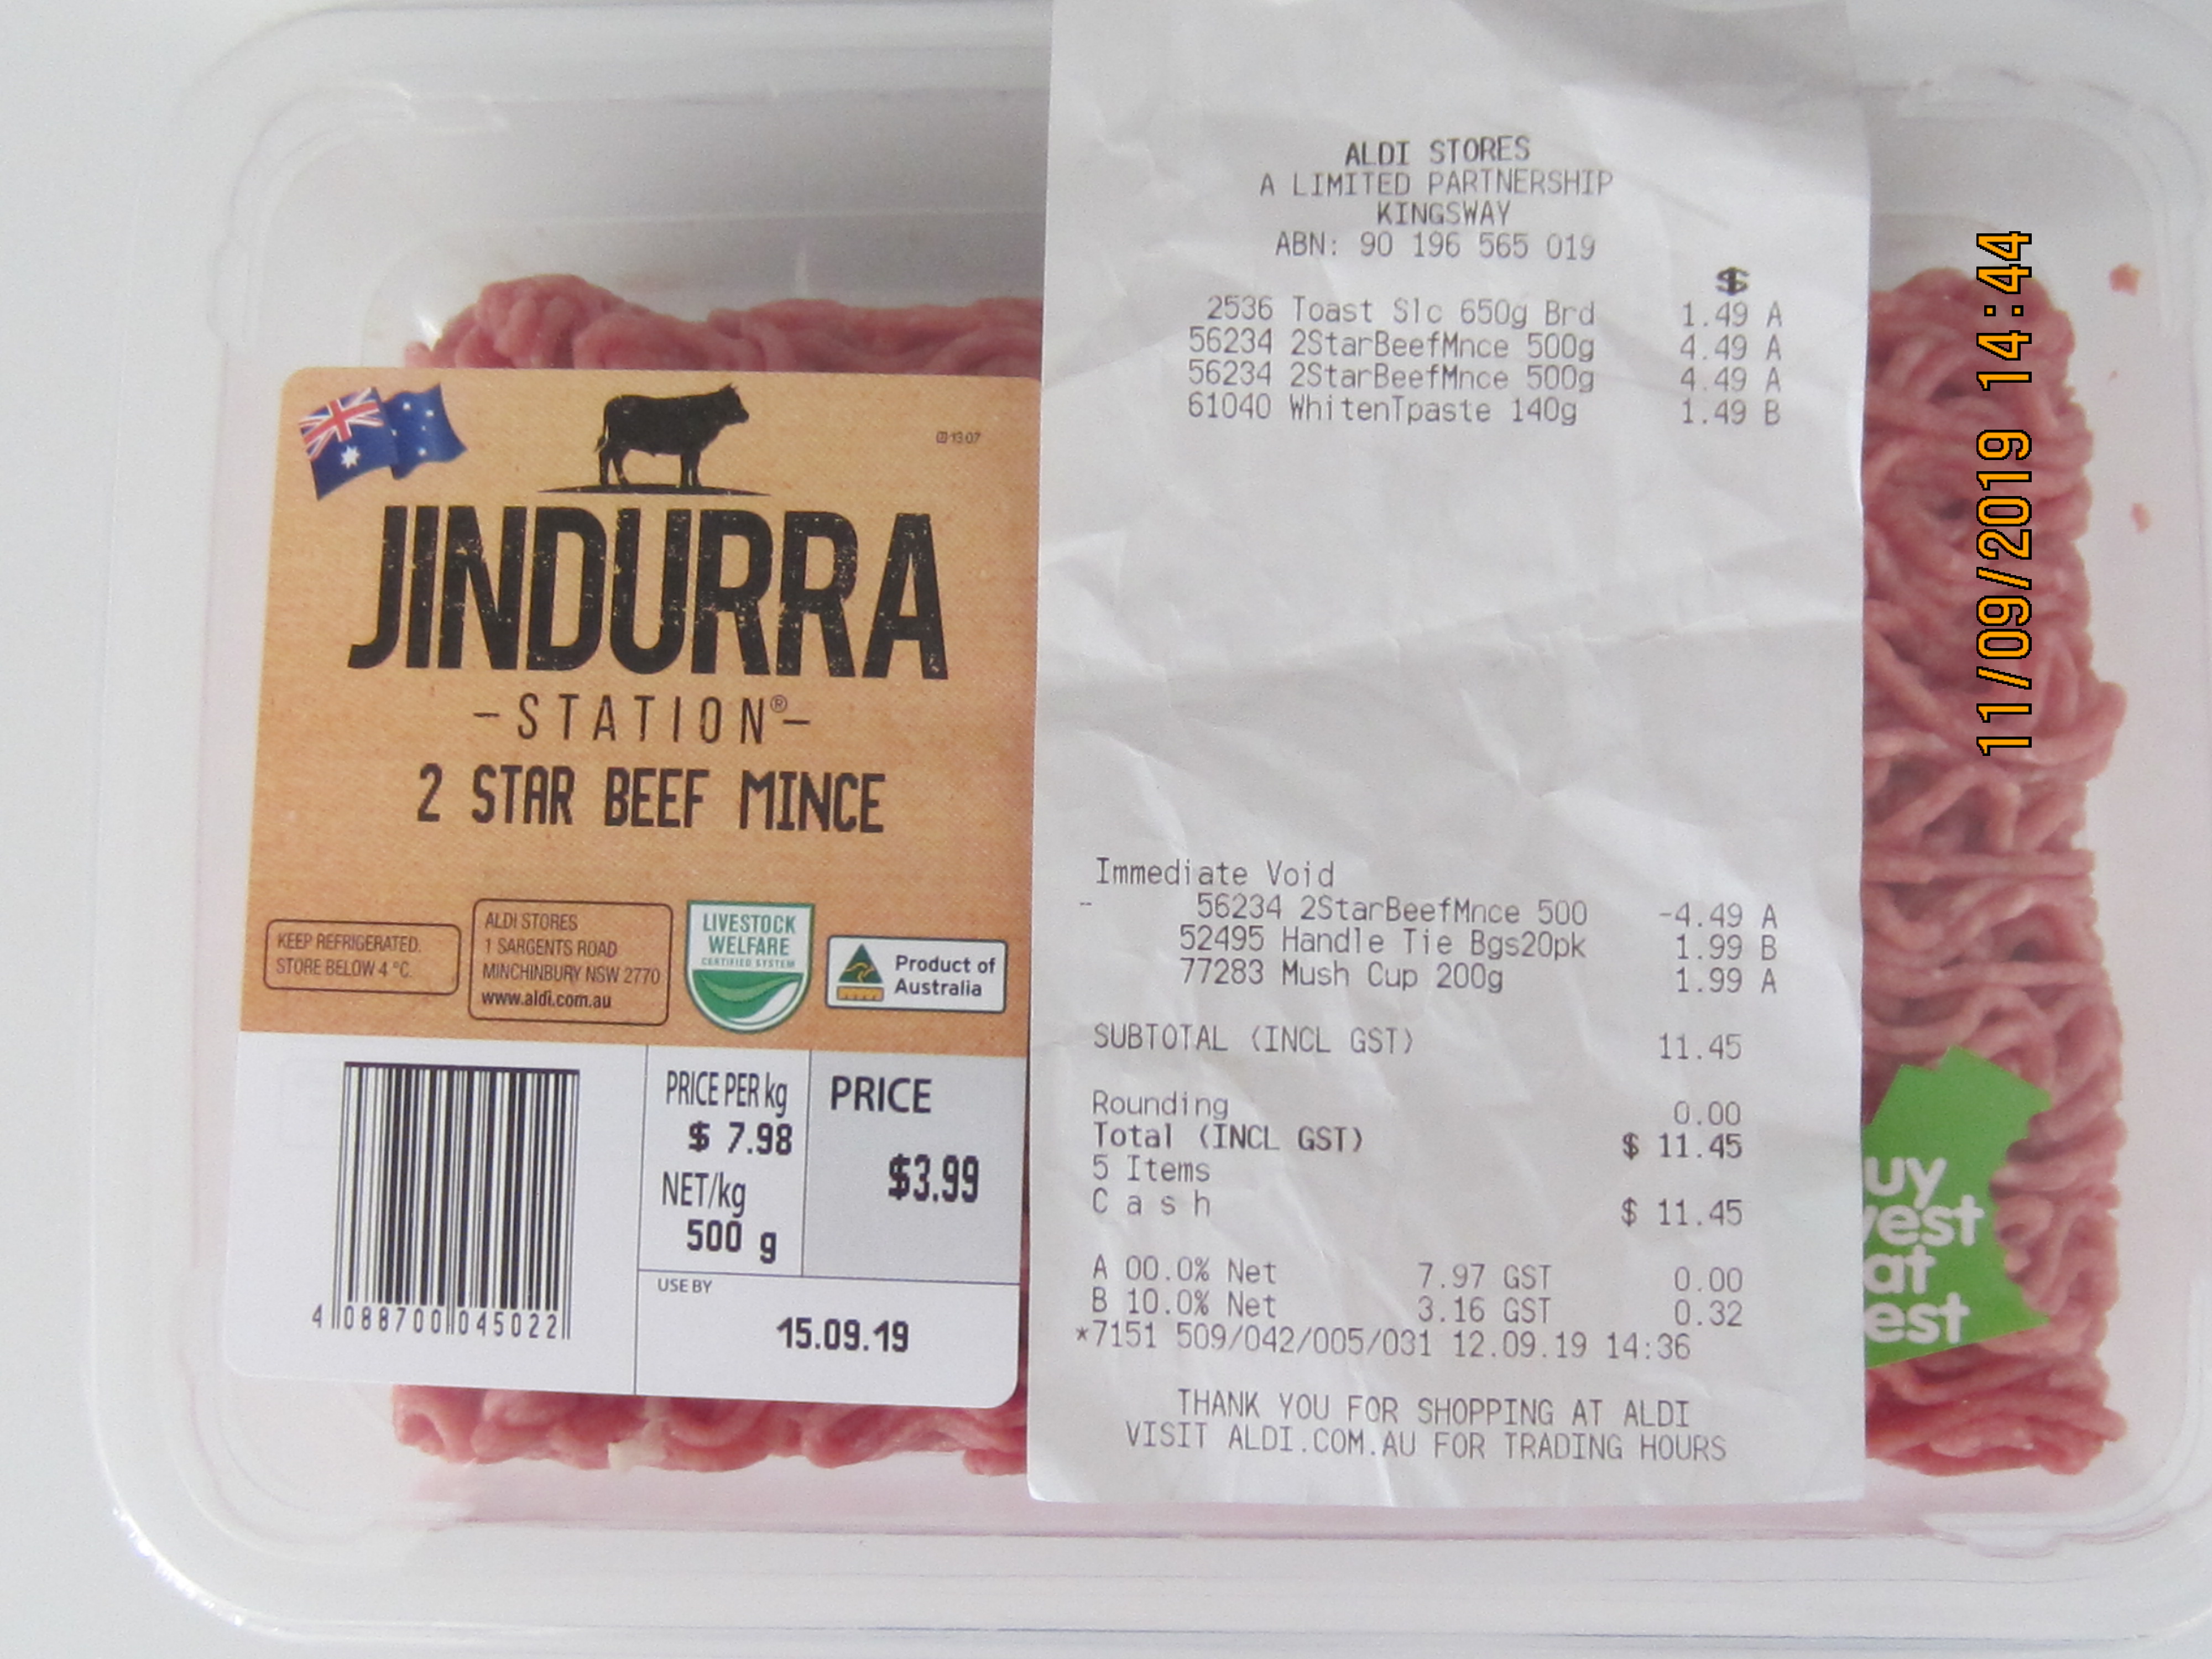 JINDURRA
-STATION®-
2 STAR BEEF MINCE
KEEP REFRIGERATED.
STORE BELOW 4 °C.
ALDI STORES
1 SARGENTS ROAD
MINCHINBURY NSW 2770
www.aldi.com.au
LIVESTOCK
WELFARE
CERTIFIED SYSTEM
Product of
Australia
4 088700 045022
PRICE PER kg
$ 7.98
NET/kg
500 g
PRICE
$3.99
USE BY
15.09.19
ALDI STORES
A LIMITED PARTNERSHIP
KINGSWAY
ABN: 90 196 565 019
$
2536 Toast Slc 650g Brd 1.49 A
56234 2StarBeefMnce 500g 4.49 A
56234 2StarBeefMnce 500g 4.49 A
61040 WhitenTpaste 140g 1.49 B
Immediate Void
- 56234 2StarBeefMnce 500 -4.49 A
52495 Handle Tie Bgs20pk 1.99 B
77283 Mush Cup 200g 1.99 A
SUBTOTAL (INCL GST) 11.45
Rounding 0.00
Total (INCL GST) $ 11.45
5 Items
Cash $ 11.45
A 00.0% Net 7.97 GST 0.00
B 10.0% Net 3.16 GST 0.32
*7151 509/042/005/031 12.09.19 14:36
THANK YOU FOR SHOPPING AT ALDI
VISIT ALDI.COM.AU FOR TRADING HOURS
uy
vest
at
est
11/09/2019 14:44